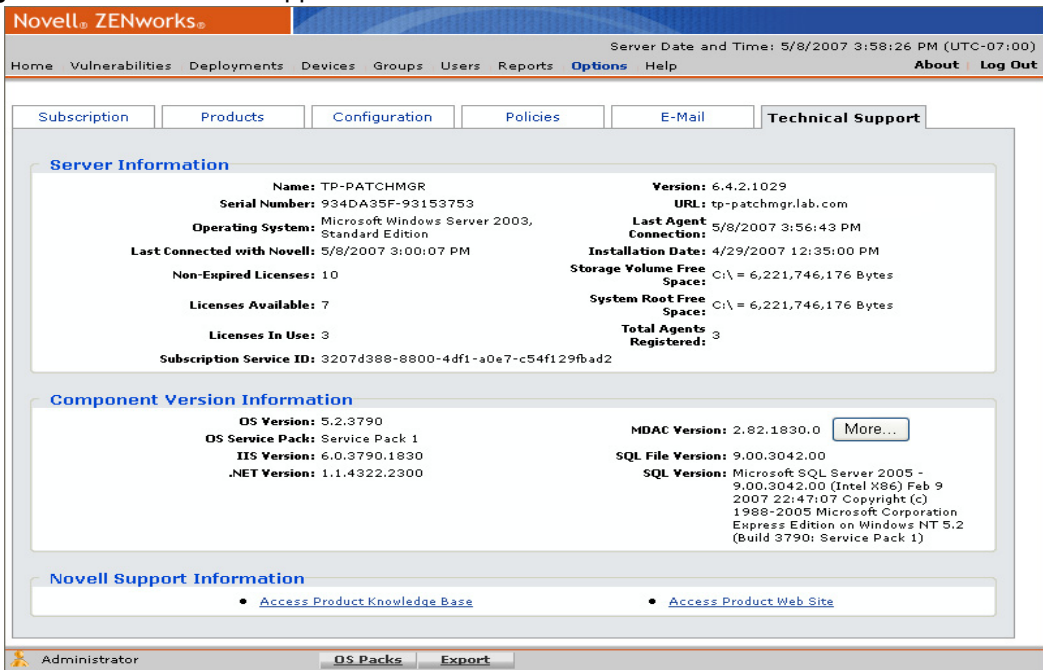 Novell® ZENworks®
Server Date and Time: 5/8/2007 3:58:26 PM (UTC-07:00)
Home Vulnerabilities Deployments Devices Groups Users Reports Options Help About | Log Out
Subscription Products Configuration Policies E-Mail Technical Support
Server Information
Name: TP-PATCHMGR Version: 6.4.2.1029
Serial Number: 934DA35F-93153753 URL: tp-patchmgr.lab.com
Operating System: Microsoft Windows Server 2003, Standard Edition Last Agent Connection: 5/8/2007 3:56:43 PM
Last Connected with Novell: 5/8/2007 3:00:07 PM Installation Date: 4/29/2007 12:35:00 PM
Non-Expired Licenses: 10 Storage Volume Free Space: C:\ = 6,221,746,176 Bytes
Licenses Available: 7 System Root Free Space: C:\ = 6,221,746,176 Bytes
Licenses In Use: 3 Total Agents Registered: 3
Subscription Service ID: 3207d388-8800-4df1-a0e7-c54f129fbad2
Component Version Information
OS Version: 5.2.3790 MDAC Version: 2.82.1830.0 More...
OS Service Pack: Service Pack 1
IIS Version: 6.0.3790.1830 SQL File Version: 9.00.3042.00
.NET Version: 1.1.4322.2300 SQL Version: Microsoft SQL Server 2005 -
9.00.3042.00 (Intel X86) Feb 9
2007 22:47:07 Copyright (c)
1988-2005 Microsoft Corporation
Express Edition on Windows NT 5.2
(Build 3790: Service Pack 1)
Novell Support Information
• Access Product Knowledge Base • Access Product Web Site
Administrator OS Packs Export